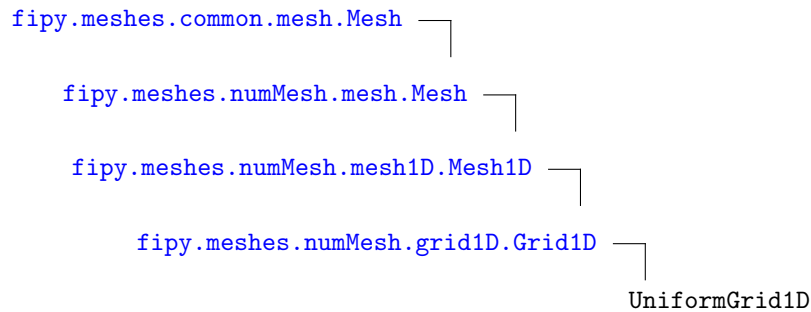 fipy.meshes.common.mesh.Mesh
fipy.meshes.numMesh.mesh.Mesh
fipy.meshes.numMesh.mesh1D.Mesh1D
fipy.meshes.numMesh.grid1D.Grid1D
UniformGrid1D